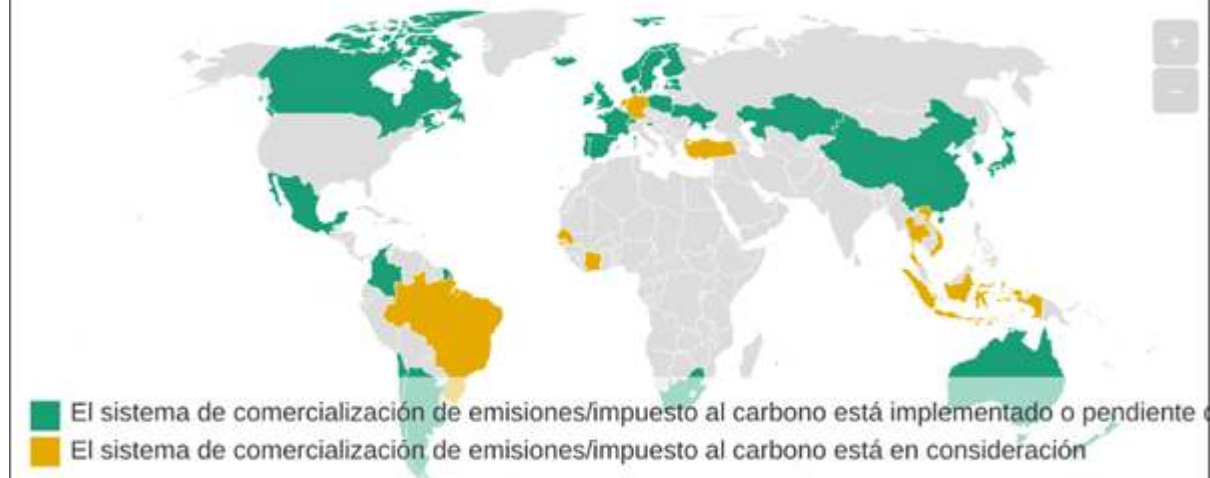 +
−
El sistema de comercialización de emisiones/impuesto al carbono está implementado o pendiente
El sistema de comercialización de emisiones/impuesto al carbono está en consideración